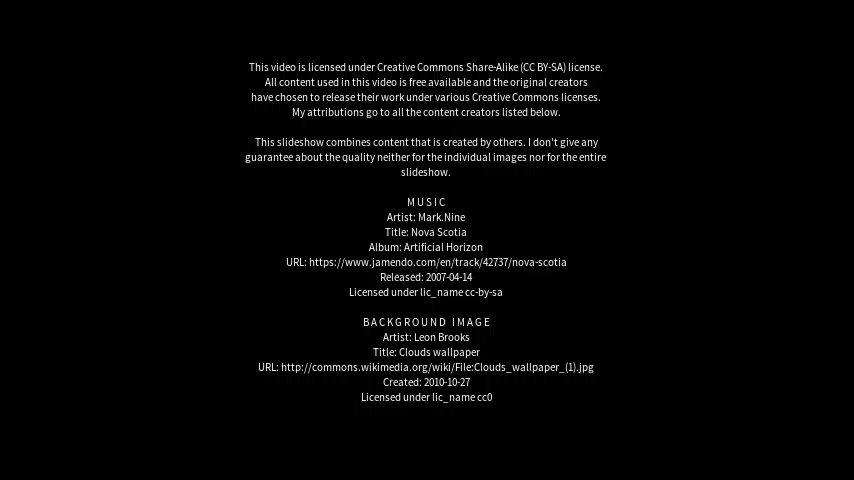 This video is licensed under Creative Commons Share-Alike (CC BY-SA) license.
All content used in this video is free available and the original creators
have chosen to release their work under various Creative Commons licenses.
My attributions go to all the content creators listed below.
This slideshow combines content that is created by others. I don't give any
guarantee about the quality neither for the individual images nor for the entire
slideshow.
MUSIC
Artist: Mark.Nine
Title: Nova Scotia
Album: Artificial Horizon
URL: https://www.jamendo.com/en/track/42737/nova-scotia
Released: 2007-04-14
Licensed under lic_name cc-by-sa
BACKGROUND IMAGE
Artist: Leon Brooks
Title: Clouds wallpaper
URL: http://commons.wikimedia.org/wiki/File:Clouds_wallpaper_(1).jpg
Created: 2010-10-27
Licensed under lic_name cc0